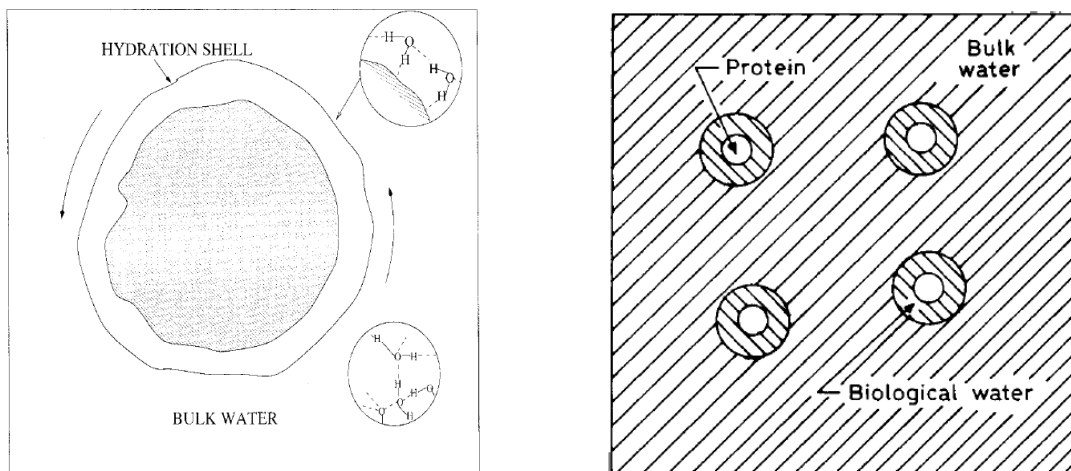 HYDRATION SHELL
H
O
H
H
O
H
H
O
H
H
H
O
O
H
O
H
BULK WATER
Protein
Bulk
water
Biological water